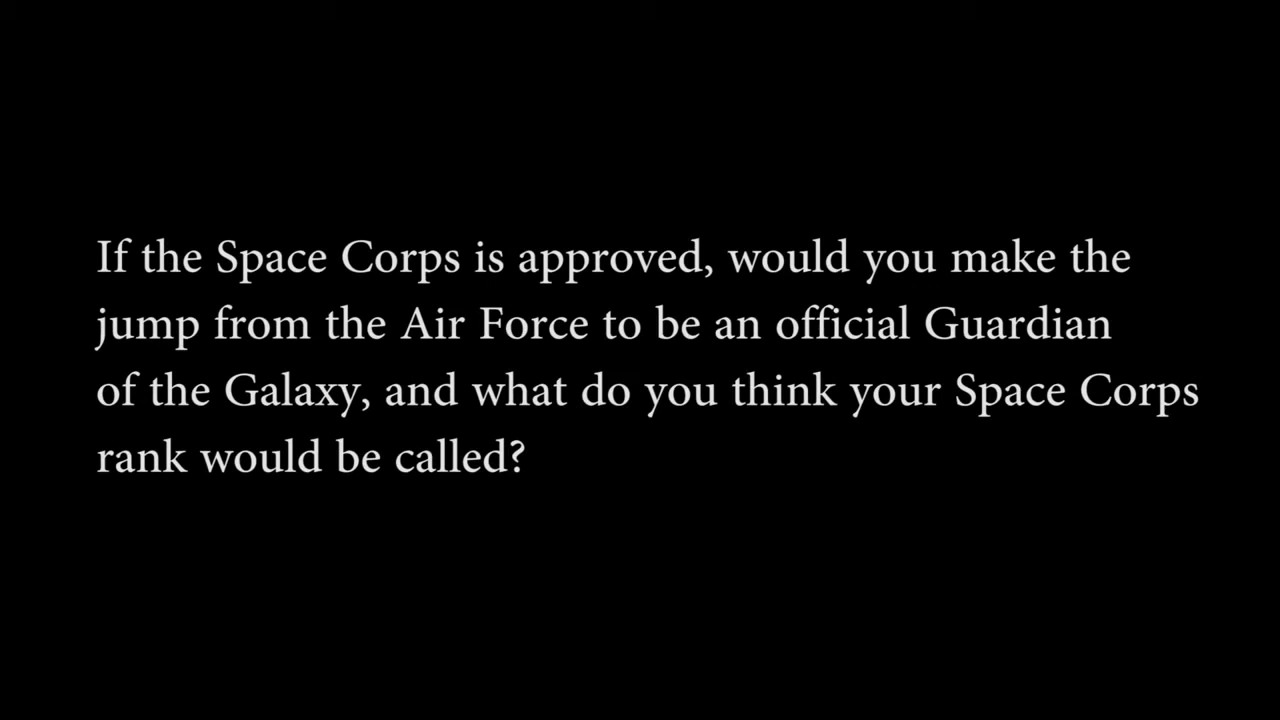 If the Space Corps is approved, would you make the
jump from the Air Force to be an official Guardian
of the Galaxy, and what do you think your Space Corps
rank would be called?